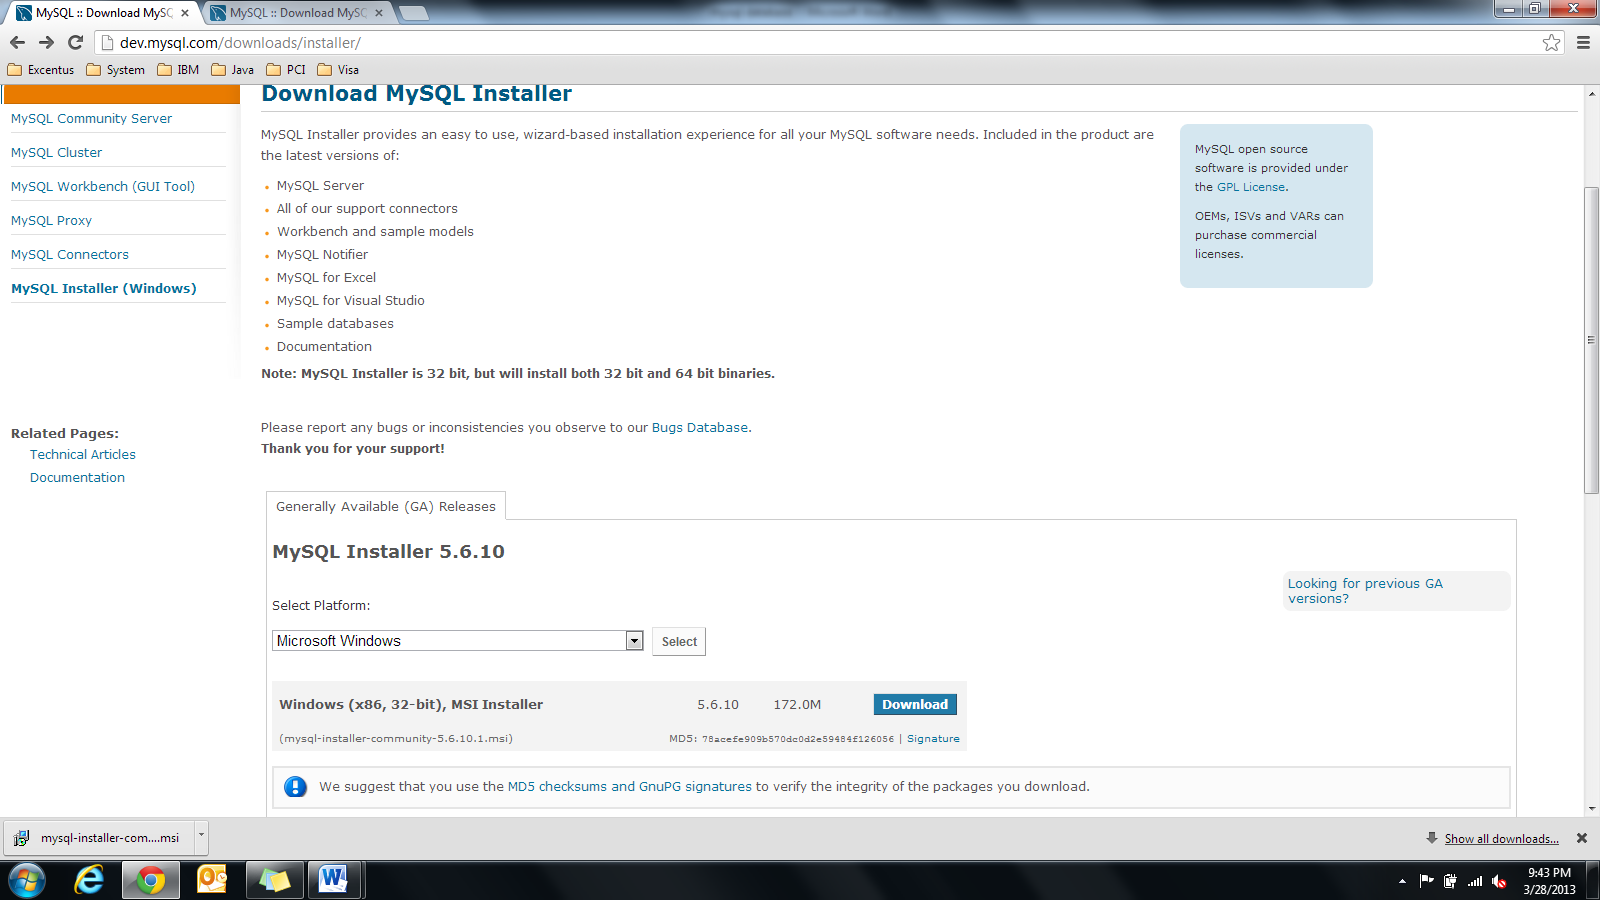 MySQL :: Download MySQ
MySQL :: Download MySQ
dev.mysql.com/downloads/installer/
Excentus
System
IBM
Java
PCI
Visa
MySQL Community Server
MySQL Cluster
MySQL Workbench (GUI Tool)
MySQL Proxy
MySQL Connectors
MySQL Installer (Windows)
Related Pages:
Technical Articles
Documentation
Download MySQL Installer
MySQL Installer provides an easy to use, wizard-based installation experience for all your MySQL software needs. Included in the product are
the latest versions of:
MySQL Server
All of our support connectors
Workbench and sample models
MySQL Notifier
MySQL for Excel
MySQL for Visual Studio
Sample databases
Documentation
Note: MySQL Installer is 32 bit, but will install both 32 bit and 64 bit binaries.
Please report any bugs or inconsistencies you observe to our Bugs Database.
Thank you for your support!
MySQL open source
software is provided under
the GPL License.
OEMs, ISVs and VARs can
purchase commercial
licenses.
Generally Available (GA) Releases
MySQL Installer 5.6.10
Looking for previous GA
versions?
Select Platform:
Microsoft Windows
Select
Windows (x86, 32-bit), MSI Installer 5.6.10 172.0M Download
(mysql-installer-community-5.6.10.1.msi) MD5: 78acefe909b570dc0d2e59484f126056 | Signature
We suggest that you use the MD5 checksums and GnuPG signatures to verify the integrity of the packages you download.
mysql-installer-com....msi
Show all downloads...
9:43 PM
3/28/2013